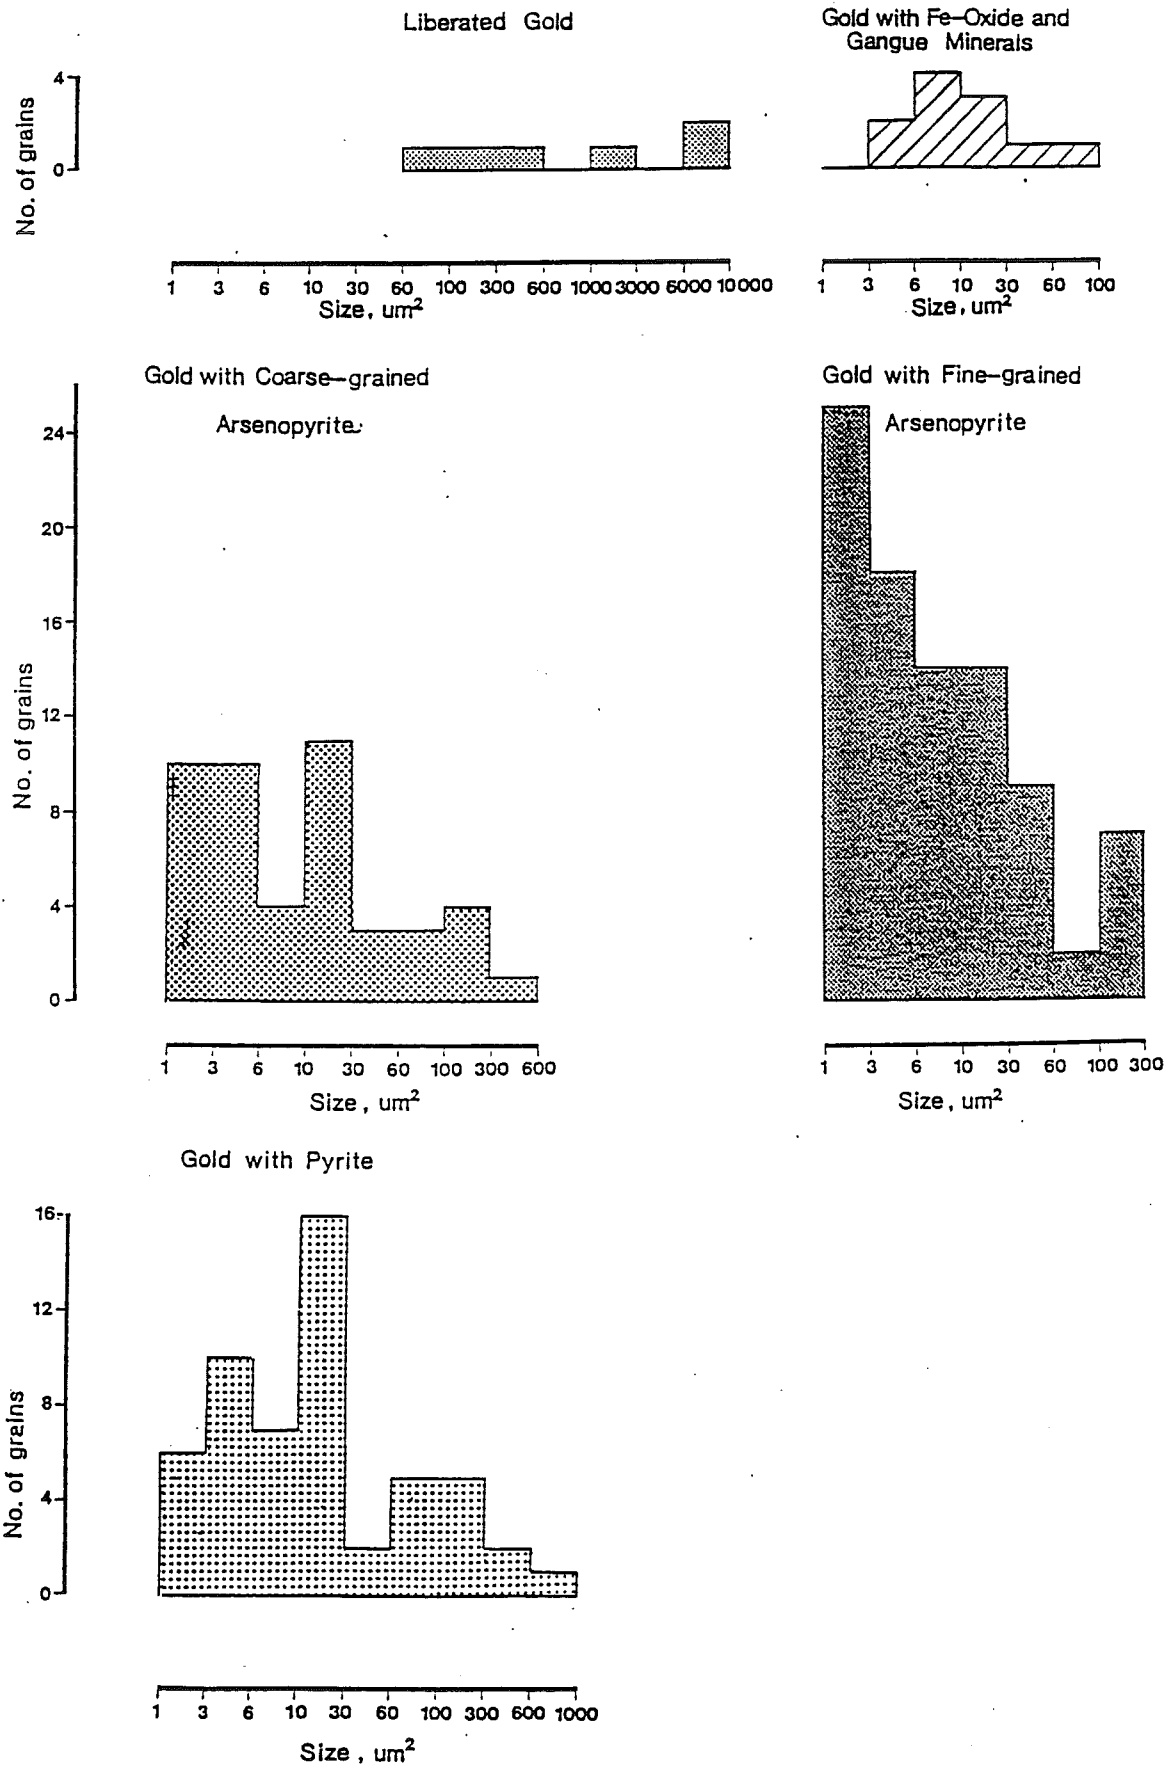 Liberated Gold
No. of grains
4
0
1 3 6 10 30 60 100 300 600 1000 3000 6000 10000
Size, um²
Gold with Fe-Oxide and
Gangue Minerals
1 3 6 10 30 60 100
Size, um²
Gold with Coarse-grained
Arsenopyrite
No. of grains
24
20
16
12
8
4
0
1 3 6 10 30 60 100 300 600
Size, um²
Gold with Fine-grained
Arsenopyrite
1 3 6 10 30 60 100 300
Size, um²
Gold with Pyrite
No. of grains
16
12
8
4
0
1 3 6 10 30 60 100 300 600 1000
Size, um²